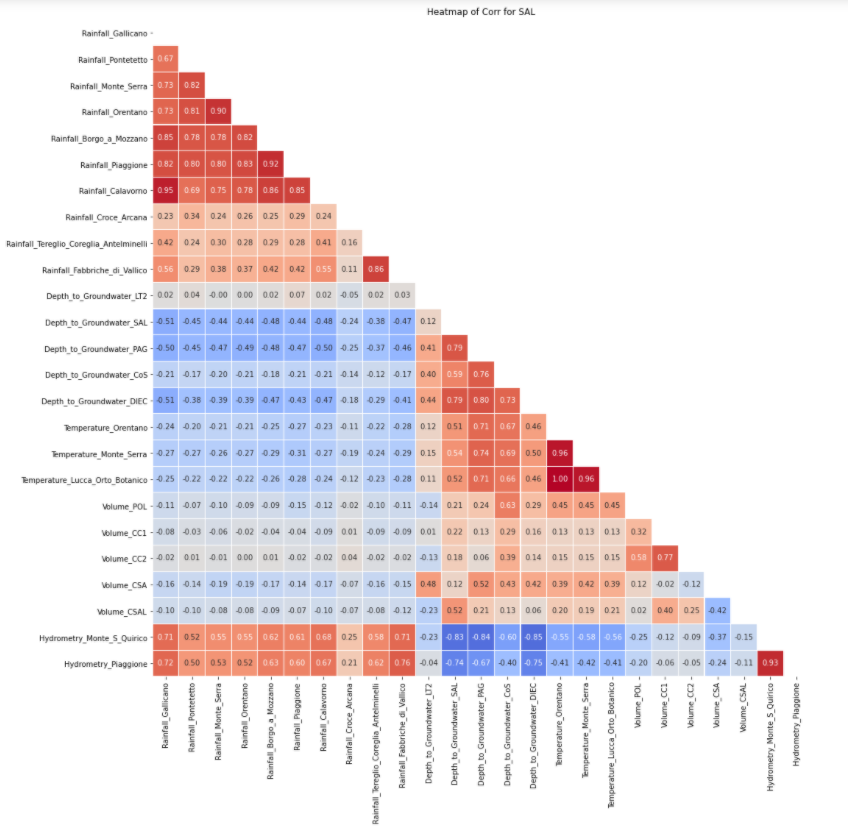 Heatmap of Corr for SAL
Rainfall_Gallicano
Rainfall_Pontetetto 0.67
Rainfall_Monte_Serra 0.73 0.82
Rainfall_Orentano 0.73 0.81 0.90
Rainfall_Borgo_a_Mozzano 0.85 0.78 0.78 0.82
Rainfall_Piaggione 0.82 0.80 0.80 0.83 0.92
Rainfall_Calavorno 0.95 0.69 0.75 0.78 0.86 0.85
Rainfall_Croce_Arcana 0.23 0.34 0.24 0.26 0.25 0.29 0.24
Rainfall_Tereglio_Coreglia_Antelminelli 0.42 0.24 0.30 0.28 0.29 0.28 0.41 0.16
Rainfall_Fabbriche_di_Vallico 0.56 0.29 0.38 0.37 0.42 0.42 0.55 0.11 0.86
Depth_to_Groundwater_LT2 0.02 0.04 -0.00 0.00 0.02 0.07 0.02 -0.05 0.02 0.03
Depth_to_Groundwater_SAL -0.51 -0.45 -0.44 -0.44 -0.48 -0.44 -0.48 -0.24 -0.38 -0.47 0.12
Depth_to_Groundwater_PAG -0.50 -0.45 -0.47 -0.49 -0.48 -0.47 -0.50 -0.25 -0.37 -0.46 0.41 0.79
Depth_to_Groundwater_CoS -0.21 -0.17 -0.20 -0.21 -0.18 -0.21 -0.21 -0.14 -0.12 -0.17 0.40 0.59 0.76
Depth_to_Groundwater_DIEC -0.51 -0.38 -0.39 -0.39 -0.47 -0.43 -0.47 -0.18 -0.29 -0.41 0.44 0.79 0.80 0.73
Temperature_Orentano -0.24 -0.20 -0.21 -0.21 -0.25 -0.27 -0.23 -0.11 -0.22 -0.28 0.12 0.51 0.71 0.67 0.46
Temperature_Monte_Serra -0.27 -0.27 -0.26 -0.27 -0.29 -0.31 -0.27 -0.19 -0.24 -0.29 0.15 0.54 0.74 0.69 0.50 0.96
Temperature_Lucca_Orto_Botanico -0.25 -0.22 -0.22 -0.22 -0.26 -0.28 -0.24 -0.12 -0.23 -0.28 0.11 0.52 0.71 0.66 0.46 1.00 0.96
Volume_POL -0.11 -0.07 -0.10 -0.09 -0.09 -0.15 -0.12 -0.02 -0.10 -0.11 -0.14 0.21 0.24 0.63 0.29 0.45 0.45 0.45
Volume_CC1 -0.08 -0.03 -0.06 -0.02 -0.04 -0.04 -0.09 0.01 -0.09 -0.09 0.01 0.22 0.13 0.29 0.16 0.13 0.13 0.13 0.32
Volume_CC2 -0.02 0.01 -0.01 0.00 0.01 -0.02 -0.02 0.04 -0.02 -0.02 -0.13 0.18 0.06 0.39 0.14 0.15 0.15 0.15 0.58 0.77
Volume_CSA -0.16 -0.14 -0.19 -0.19 -0.17 -0.14 -0.17 -0.07 -0.16 -0.15 0.48 0.12 0.52 0.43 0.42 0.39 0.42 0.39 0.12 -0.02 -0.12
Volume_CSAL -0.10 -0.10 -0.08 -0.08 -0.09 -0.07 -0.10 -0.07 -0.08 -0.12 -0.23 0.52 0.21 0.13 0.06 0.20 0.19 0.21 0.02 0.40 0.25 -0.42
Hydrometry_Monte_S_Quirico 0.71 0.52 0.55 0.55 0.62 0.61 0.68 0.25 0.58 0.71 -0.23 -0.83 -0.84 -0.60 -0.85 -0.55 -0.58 -0.56 -0.25 -0.12 -0.09 -0.37 -0.15
Hydrometry_Piaggione 0.72 0.50 0.53 0.52 0.63 0.60 0.67 0.21 0.62 0.76 -0.04 -0.74 -0.67 -0.40 -0.75 -0.41 -0.42 -0.41 -0.20 -0.06 -0.05 -0.24 -0.11 0.93
Rainfall_Gallicano
Rainfall_Pontetetto
Rainfall_Monte_Serra
Rainfall_Orentano
Rainfall_Borgo_a_Mozzano
Rainfall_Piaggione
Rainfall_Calavorno
Rainfall_Croce_Arcana
Rainfall_Tereglio_Coreglia_Antelminelli
Rainfall_Fabbriche_di_Vallico
Depth_to_Groundwater_LT2
Depth_to_Groundwater_SAL
Depth_to_Groundwater_PAG
Depth_to_Groundwater_CoS
Depth_to_Groundwater_DIEC
Temperature_Orentano
Temperature_Monte_Serra
Temperature_Lucca_Orto_Botanico
Volume_POL
Volume_CC1
Volume_CC2
Volume_CSA
Volume_CSAL
Hydrometry_Monte_S_Quirico
Hydrometry_Piaggione